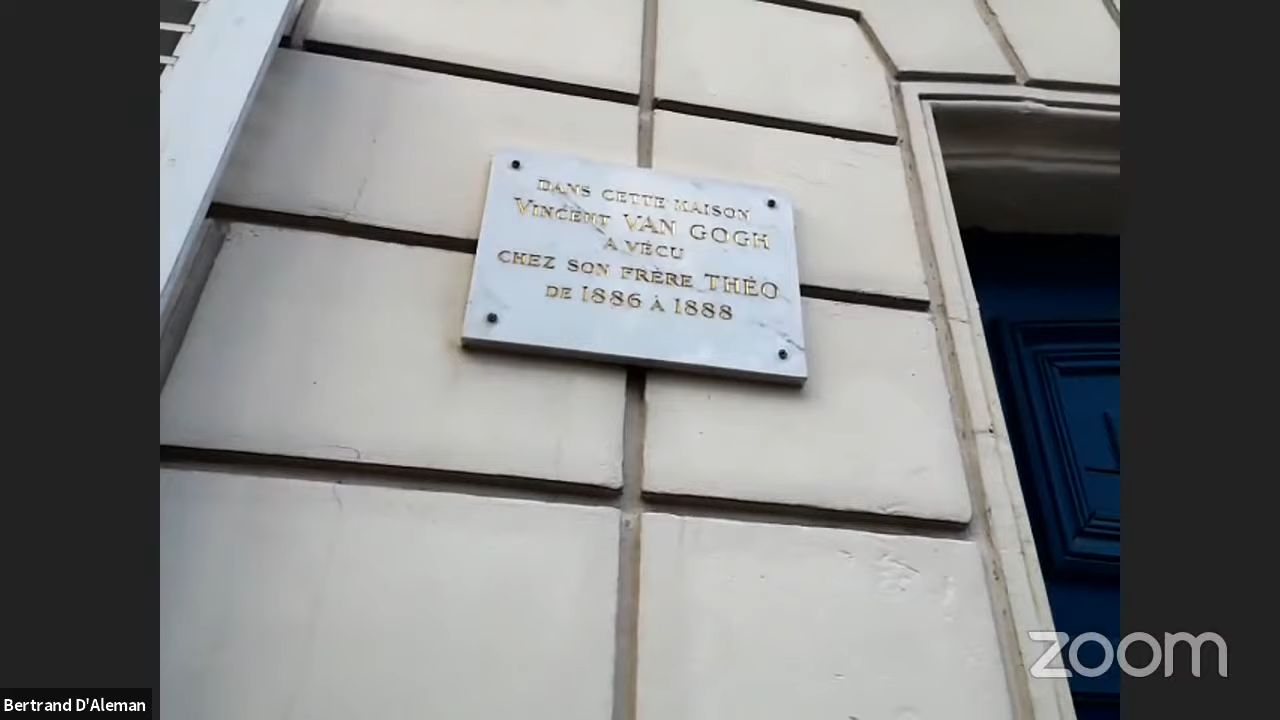 DANS CETTE MAISON
VINCENT VAN GOGH
A VÉCU
CHEZ SON FRÈRE THÉO
DE 1886 À 1888
zoom
Bertrand D'Aleman